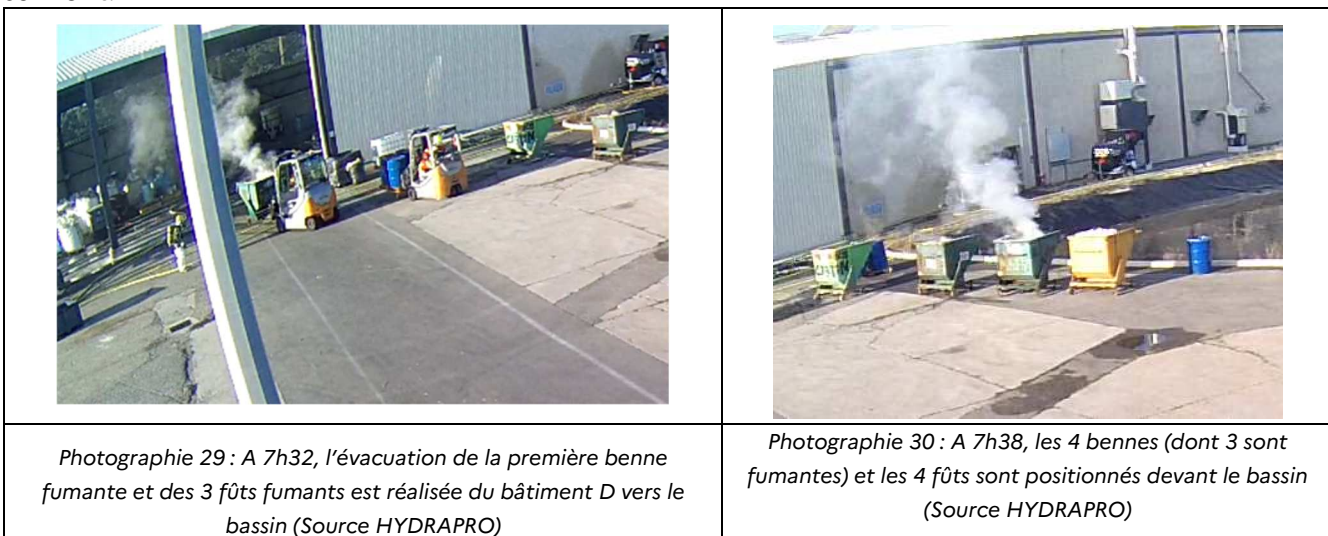 Photographie 29 : A 7h32, l’évacuation de la première benne
fumante et des 3 fûts fumants est réalisée du bâtiment D vers le
bassin (Source HYDRAPRO)
Photographie 30 : A 7h38, les 4 bennes (dont 3 sont
fumantes) et les 4 fûts sont positionnés devant le bassin
(Source HYDRAPRO)